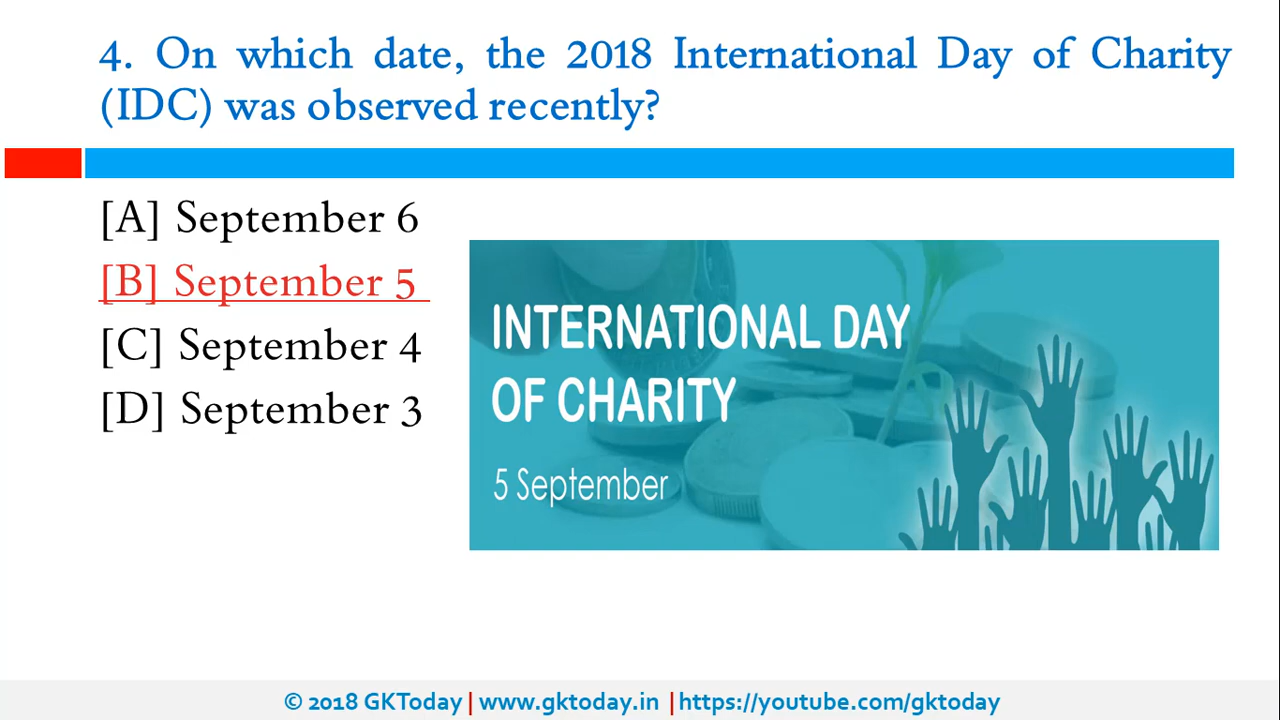 4. On which date, the 2018 International Day of Charity
(IDC) was observed recently?
[A] September 6
[B] September 5
[C] September 4
[D] September 3
INTERNATIONAL DAY
OF CHARITY
5 September
© 2018 GKToday | www.gktoday.in | https://youtube.com/gktoday